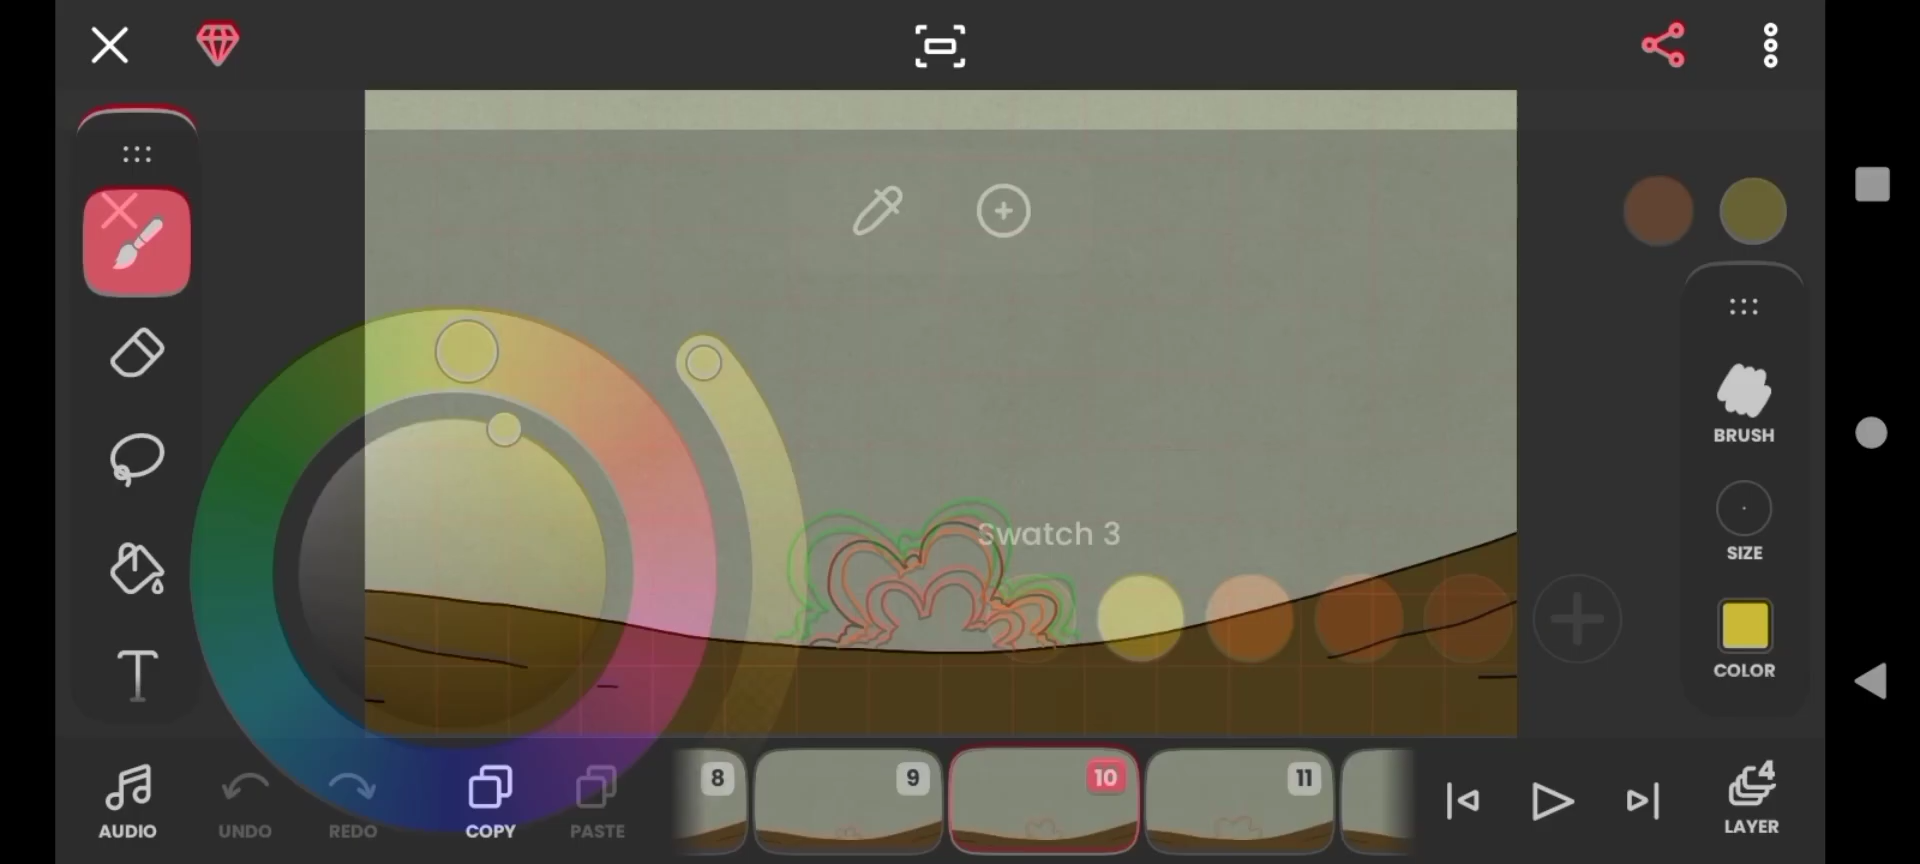 Swatch 3
BRUSH
SIZE
COLOR
8
9
10
11
4
AUDIO
UNDO
REDO
COPY
PASTE
LAYER
T